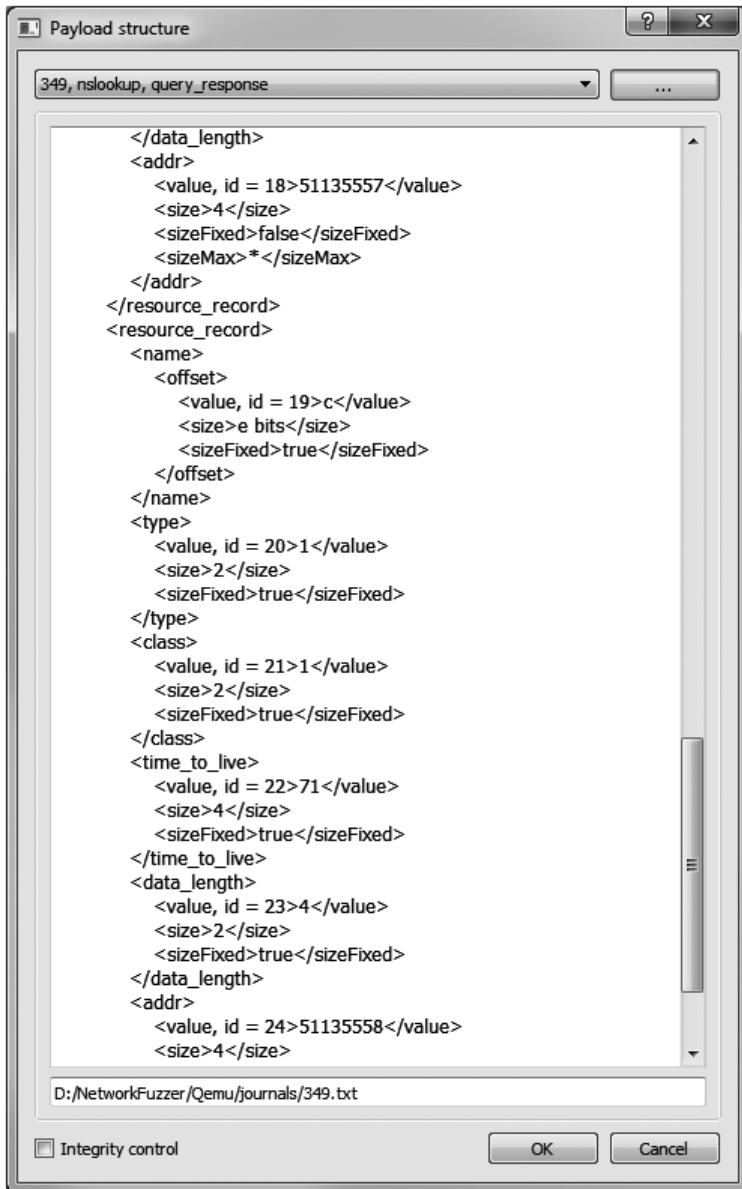 Payload structure
349, nslookup, query_response
...
</data_length>
<addr>
<value, id = 18>51135557</value>
<size>4</size>
<sizeFixed>false</sizeFixed>
<sizeMax>*</sizeMax>
</addr>
</resource_record>
<resource_record>
<name>
<offset>
<value, id = 19>c</value>
<size>e bits</size>
<sizeFixed>true</sizeFixed>
</offset>
</name>
<type>
<value, id = 20>1</value>
<size>2</size>
<sizeFixed>true</sizeFixed>
</type>
<class>
<value, id = 21>1</value>
<size>2</size>
<sizeFixed>true</sizeFixed>
</class>
<time_to_live>
<value, id = 22>71</value>
<size>4</size>
<sizeFixed>true</sizeFixed>
</time_to_live>
<data_length>
<value, id = 23>4</value>
<size>2</size>
<sizeFixed>true</sizeFixed>
</data_length>
<addr>
<value, id = 24>51135558</value>
<size>4</size>
D:/NetworkFuzzer/Qemu/journals/349.txt
Integrity control
OK
Cancel